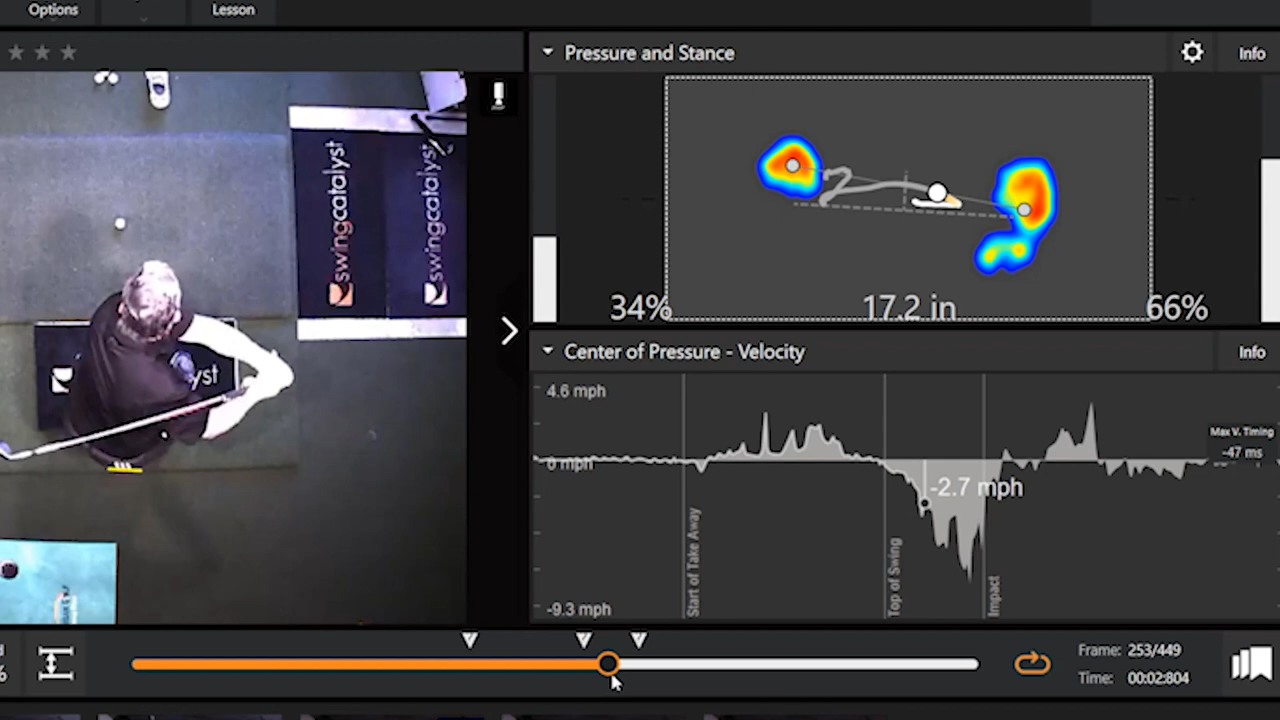 Options
Lesson
Pressure and Stance
Info
swingcatalyst
swingcatalyst
yst
34%
17.2 in
66%
Center of Pressure - Velocity
Info
4.6 mph
0 mph
-9.3 mph
-2.7 mph
Start of Take Away
Top of Swing
Impact
Max V. Timing
-47 ms
Frame: 253/449
Time: 00:02:804